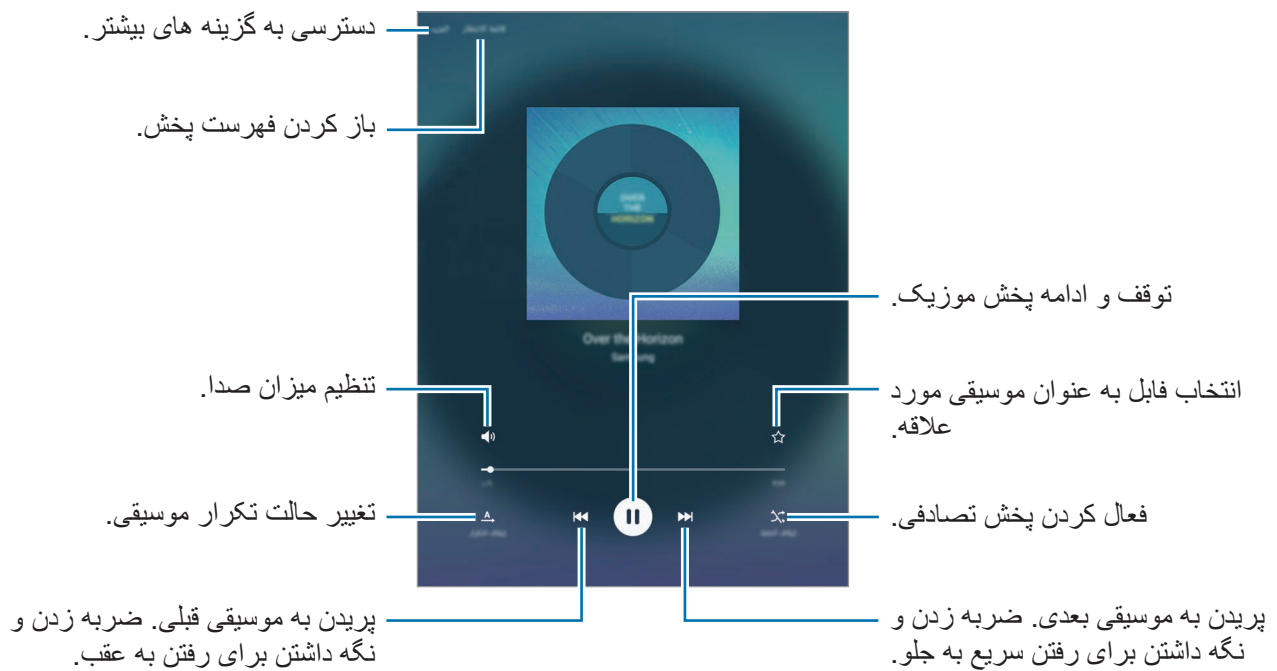 دسترسی به گزینه های بیشتر.
باز کردن فهرست پخش.
OVER
THE
HORIZON
توقف و ادامه پخش موزیک.
Over the Horizon
Samsung
تنظیم میزان صدا.
انتخاب فابل به عنوان موسیقی مورد
علاقه.
تغییر حالت تکرار موسیقی.
A
فعال کردن پخش تصادفی.
پریدن به موسیقی قبلی. ضربه زدن و
نگه داشتن برای رفتن به عقب.
پریدن به موسیقی بعدی. ضربه زدن و
نگه داشتن برای رفتن سریع به جلو.